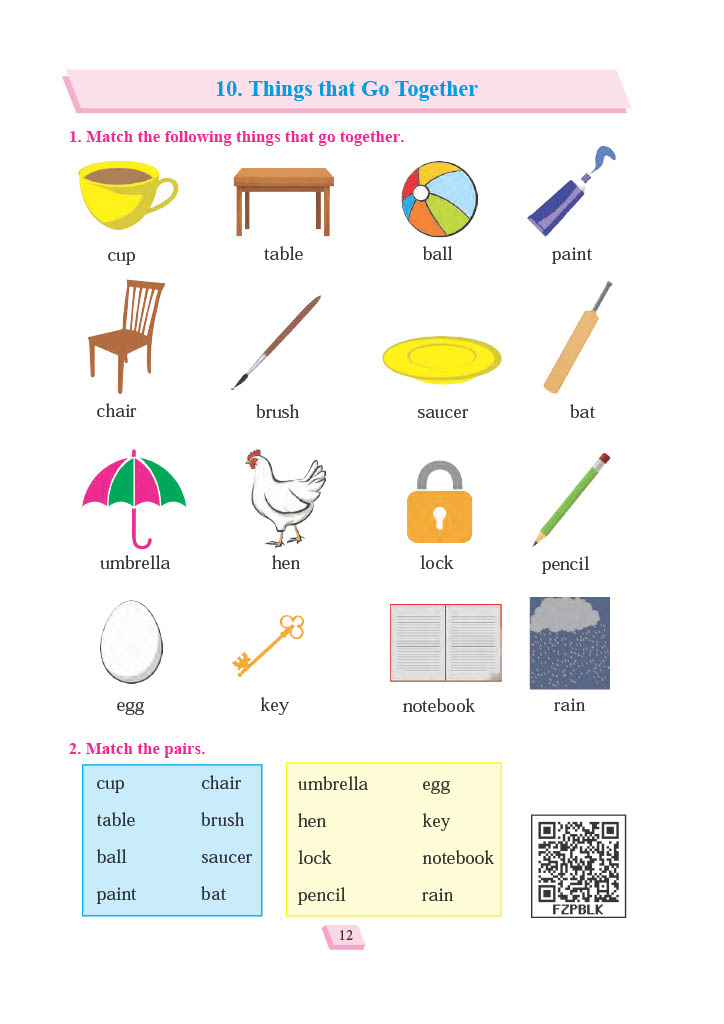 10. Things that Go Together
1. Match the following things that go together.
cup table ball paint
chair brush saucer bat
umbrella hen lock pencil
egg key notebook rain
2. Match the pairs.
cup chair
table brush
ball saucer
paint bat
umbrella egg
hen key
lock notebook
pencil rain
FZPBLK
12